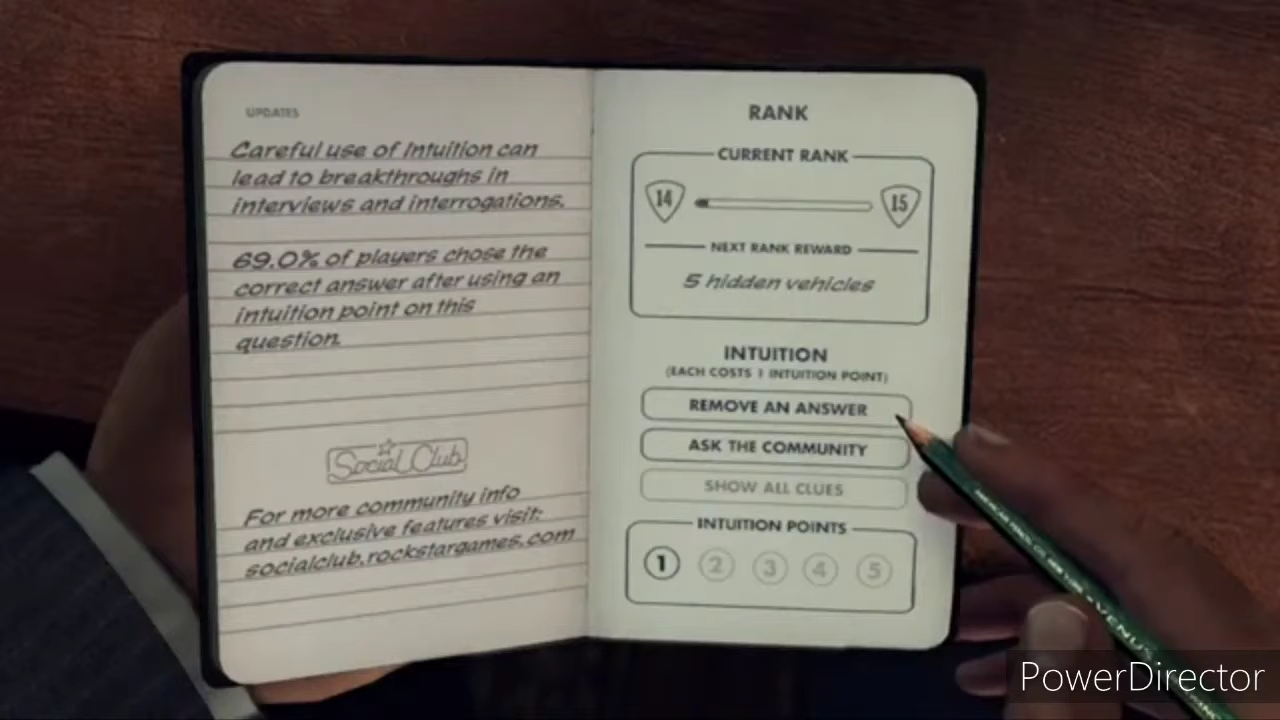 UPDATES
Careful use of Intuition can
lead to breakthroughs in
interviews and interrogations.
69.0% of players chose the
correct answer after using an
intuition point on this
question.
Social Club
For more community info
and exclusive features visit:
socialclub.rockstargames.com
RANK
CURRENT RANK
14
15
NEXT RANK REWARD
5 hidden vehicles
INTUITION
(EACH COSTS 1 INTUITION POINT)
REMOVE AN ANSWER
ASK THE COMMUNITY
SHOW ALL CLUES
INTUITION POINTS
1 2 3 4 5
VENUS
PowerDirector